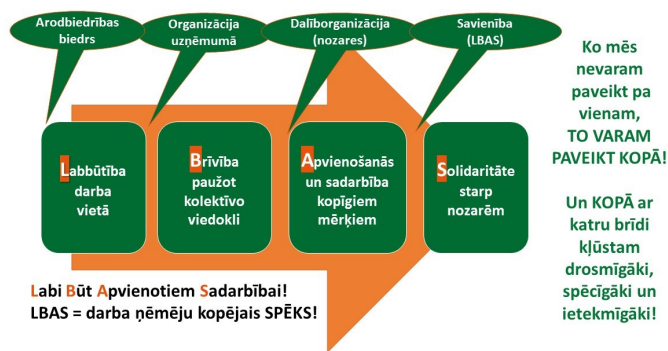 Arodbiedrības
biedrs
Organizācija
uzņēmumā
Dalīborganizācija
(nozares)
Savienība
(LBAS)
Labbūtība
darba
vietā
Brīvība
paužot
kolektīvo
viedokli
Apvienošanās
un sadarbība
kopīgiem
mērķiem
Solidaritāte
starp
nozarēm
Labi Būt Apvienotiem Sadarbībai!
LBAS = darba ņēmēju kopējais SPĒKS!
Ko mēs
nevaram
paveikt pa
vienam,
TO VARAM
PAVEIKT KOPĀ!
Un KOPĀ ar
katru brīdi
kļūstam
drosmīgāki,
spēcīgāki un
ietekmīgāki!